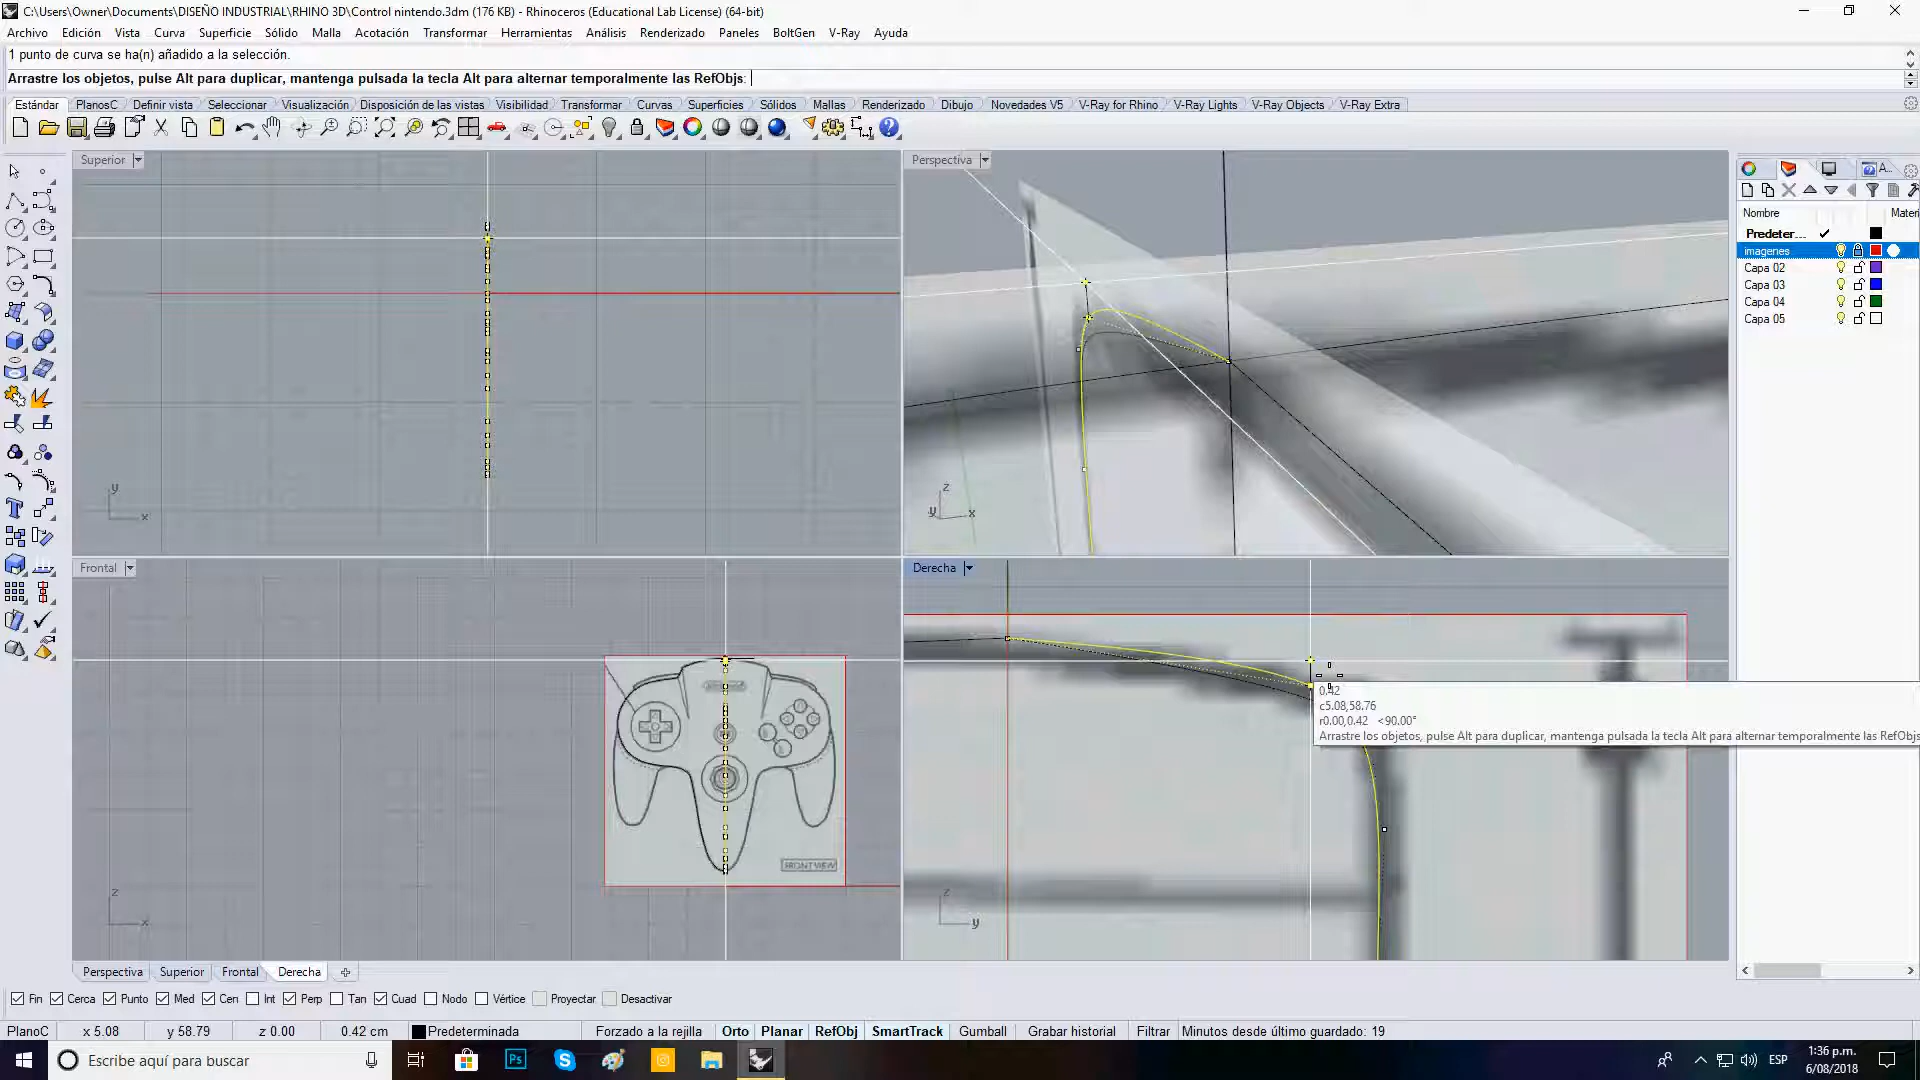 C:\Users\Owner\Documents\DISEÑO INDUSTRIAL\RHINO 3D\Control nintendo.3dm (176 KB) - Rhinoceros (Educational Lab License) (64-bit)
Archivo Edición Vista Curva Superficie Sólido Malla Acotación Transformar Herramientas Análisis Renderizado Paneles BoltGen V-Ray Ayuda
1 punto de curva se ha(n) añadido a la selección.
Arrastre los objetos, pulse Alt para duplicar, mantenga pulsada la tecla Alt para alternar temporalmente las RefObjs:
Estándar PlanosC Definir vista Seleccionar Visualización Disposición de las vistas Visibilidad Transformar Curvas Superficies Sólidos Mallas Renderizado Dibujo Novedades V5 V-Ray for Rhino V-Ray Lights V-Ray Objects V-Ray Extra
Superior
Perspectiva
A...
Nombre Materi
Predeter...
imagenes
Capa 02
Capa 03
Capa 04
Capa 05
y
x
z
y x
Frontal
Derecha
0.42
c5.08,58.76
r0.00,0.42 <90.00°
Arrastre los objetos, pulse Alt para duplicar, mantenga pulsada la tecla Alt para alternar temporalmente las RefObjs
FRONT VIEW
z
x
z
y
Perspectiva Superior Frontal Derecha
Fin Cerca Punto Med Cen Int Perp Tan Cuad Nodo Vértice Proyectar Desactivar
PlanoC x 5.08 y 58.79 z 0.00 0.42 cm Predeterminada Forzado a la rejilla Orto Planar RefObj SmartTrack Gumball Grabar historial Filtrar Minutos desde último guardado: 19
Escribe aquí para buscar
Ps
ESP
1:36 p.m.
6/08/2018